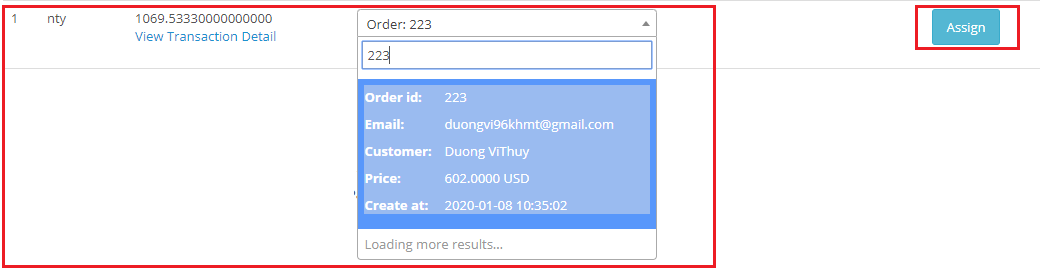 1 nty 1069.53330000000000 Order: 223 Assign
View Transaction Detail
223
Order id: 223
Email: duongvi96khmt@gmail.com
Customer: Duong ViThuy
Price: 602.0000 USD
Create at: 2020-01-08 10:35:02
Loading more results...